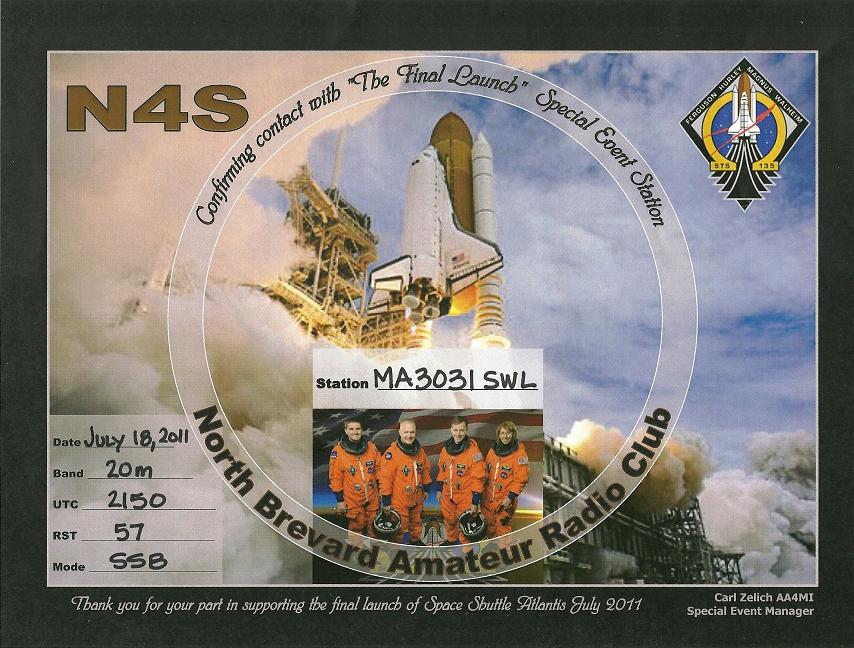 N4S
Confirming contact with "The Final Launch" Special Event Station
FERGUSON HURLEY MAGNUS WALHEIM
STS 135
Station MA3031 SWL
Date July 18, 2011
Band 20m
UTC 2150
RST 57
Mode SSB
North Brevard Amateur Radio Club
Thank you for your part in supporting the final launch of Space Shuttle Atlantis July 2011
Carl Zelich AA4MI
Special Event Manager